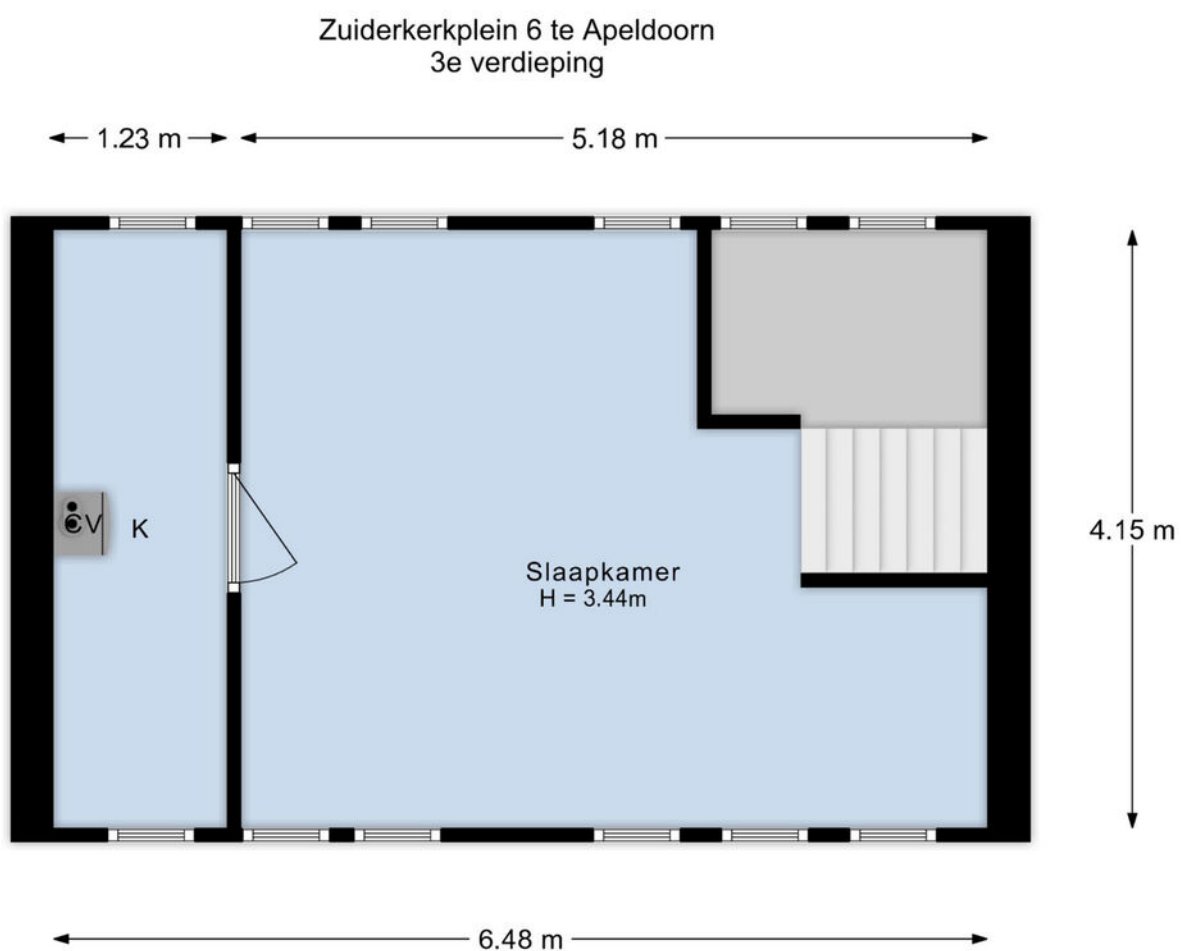 Zuiderkerkplein 6 te Apeldoorn
3e verdieping
1.23 m
5.18 m
CV
K
4.15 m
Slaapkamer
H = 3.44m
6.48 m